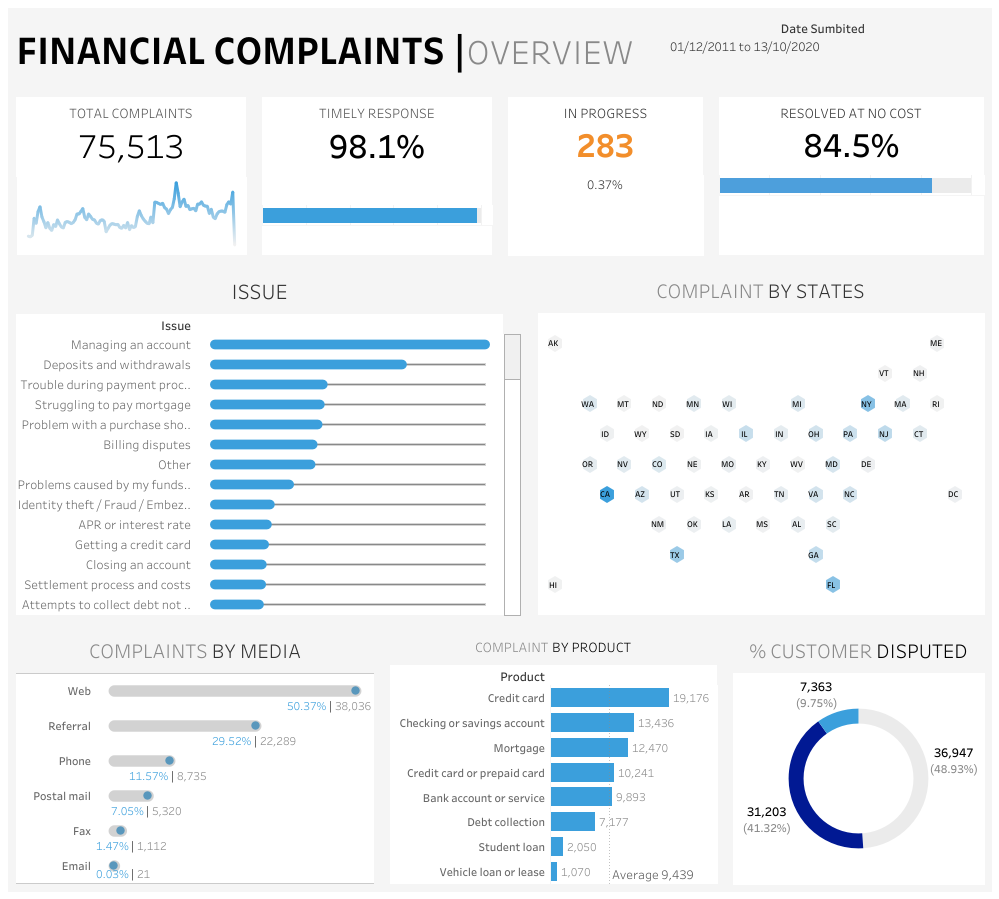 FINANCIAL COMPLAINTS | OVERVIEW
Date Sumbited
01/12/2011 to 13/10/2020
TOTAL COMPLAINTS
75,513
TIMELY RESPONSE
98.1%
IN PROGRESS
283
0.37%
RESOLVED AT NO COST
84.5%
ISSUE
Issue
Managing an account
Deposits and withdrawals
Trouble during payment proc..
Struggling to pay mortgage
Problem with a purchase sho..
Billing disputes
Other
Problems caused by my funds..
Identity theft / Fraud / Embez..
APR or interest rate
Getting a credit card
Closing an account
Settlement process and costs
Attempts to collect debt not ..
COMPLAINT BY STATES
AK ME
VT NH
WA MT ND MN WI MI NY MA RI
ID WY SD IA IL IN OH PA NJ CT
OR NV CO NE MO KY WV MD DE
CA AZ UT KS AR TN VA NC DC
NM OK LA MS AL SC
TX GA
HI FL
COMPLAINTS BY MEDIA
Web
50.37% | 38,036
Referral
29.52% | 22,289
Phone
11.57% | 8,735
Postal mail
7.05% | 5,320
Fax
1.47% | 1,112
Email
0.03% | 21
COMPLAINT BY PRODUCT
Product
Credit card 19,176
Checking or savings account 13,436
Mortgage 12,470
Credit card or prepaid card 10,241
Bank account or service 9,893
Debt collection 7,177
Student loan 2,050
Vehicle loan or lease 1,070
Average 9,439
% CUSTOMER DISPUTED
7,363
(9.75%)
36,947
(48.93%)
31,203
(41.32%)